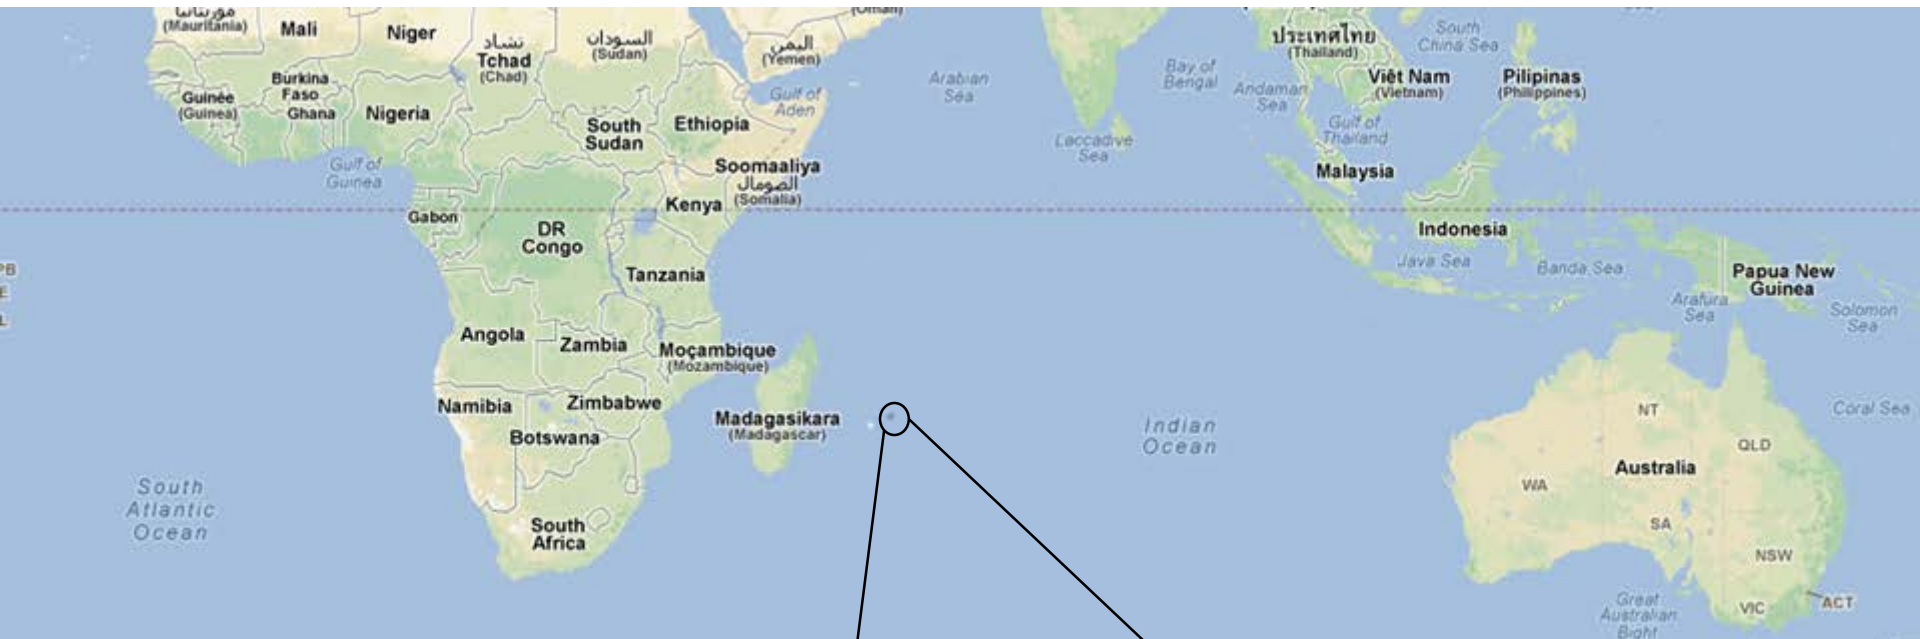 موريتانيا
(Mauritania)
Mali
Niger
تشاد
Tchad
(Chad)
السودان
(Sudan)
اليمن
(Yemen)
(Oman)
Guinée
(Guinea)
Burkina
Faso
Ghana
Nigeria
South
Sudan
Ethiopia
Gulf of
Aden
Soomaaliya
الصومال
(Somalia)
Arabian
Sea
Laccadive
Sea
Bay of
Bengal
Andaman
Sea
ประเทศไทย
(Thailand)
Gulf of
Thailand
Việt Nam
(Vietnam)
South
China Sea
Pilipinas
(Philippines)
Malaysia
Gulf of
Guinea
Gabon
DR
Congo
Kenya
Tanzania
Indonesia
Java Sea
Banda Sea
Papua New
Guinea
Arafura
Sea
Solomon
Sea
PB
E
L
Angola
Zambia
Moçambique
(Mozambique)
Namibia
Zimbabwe
Botswana
Madagasikara
(Madagascar)
South
Africa
South
Atlantic
Ocean
Indian
Ocean
NT
QLD
Coral Sea
WA
Australia
SA
NSW
VIC
ACT
Great
Australian
Bight